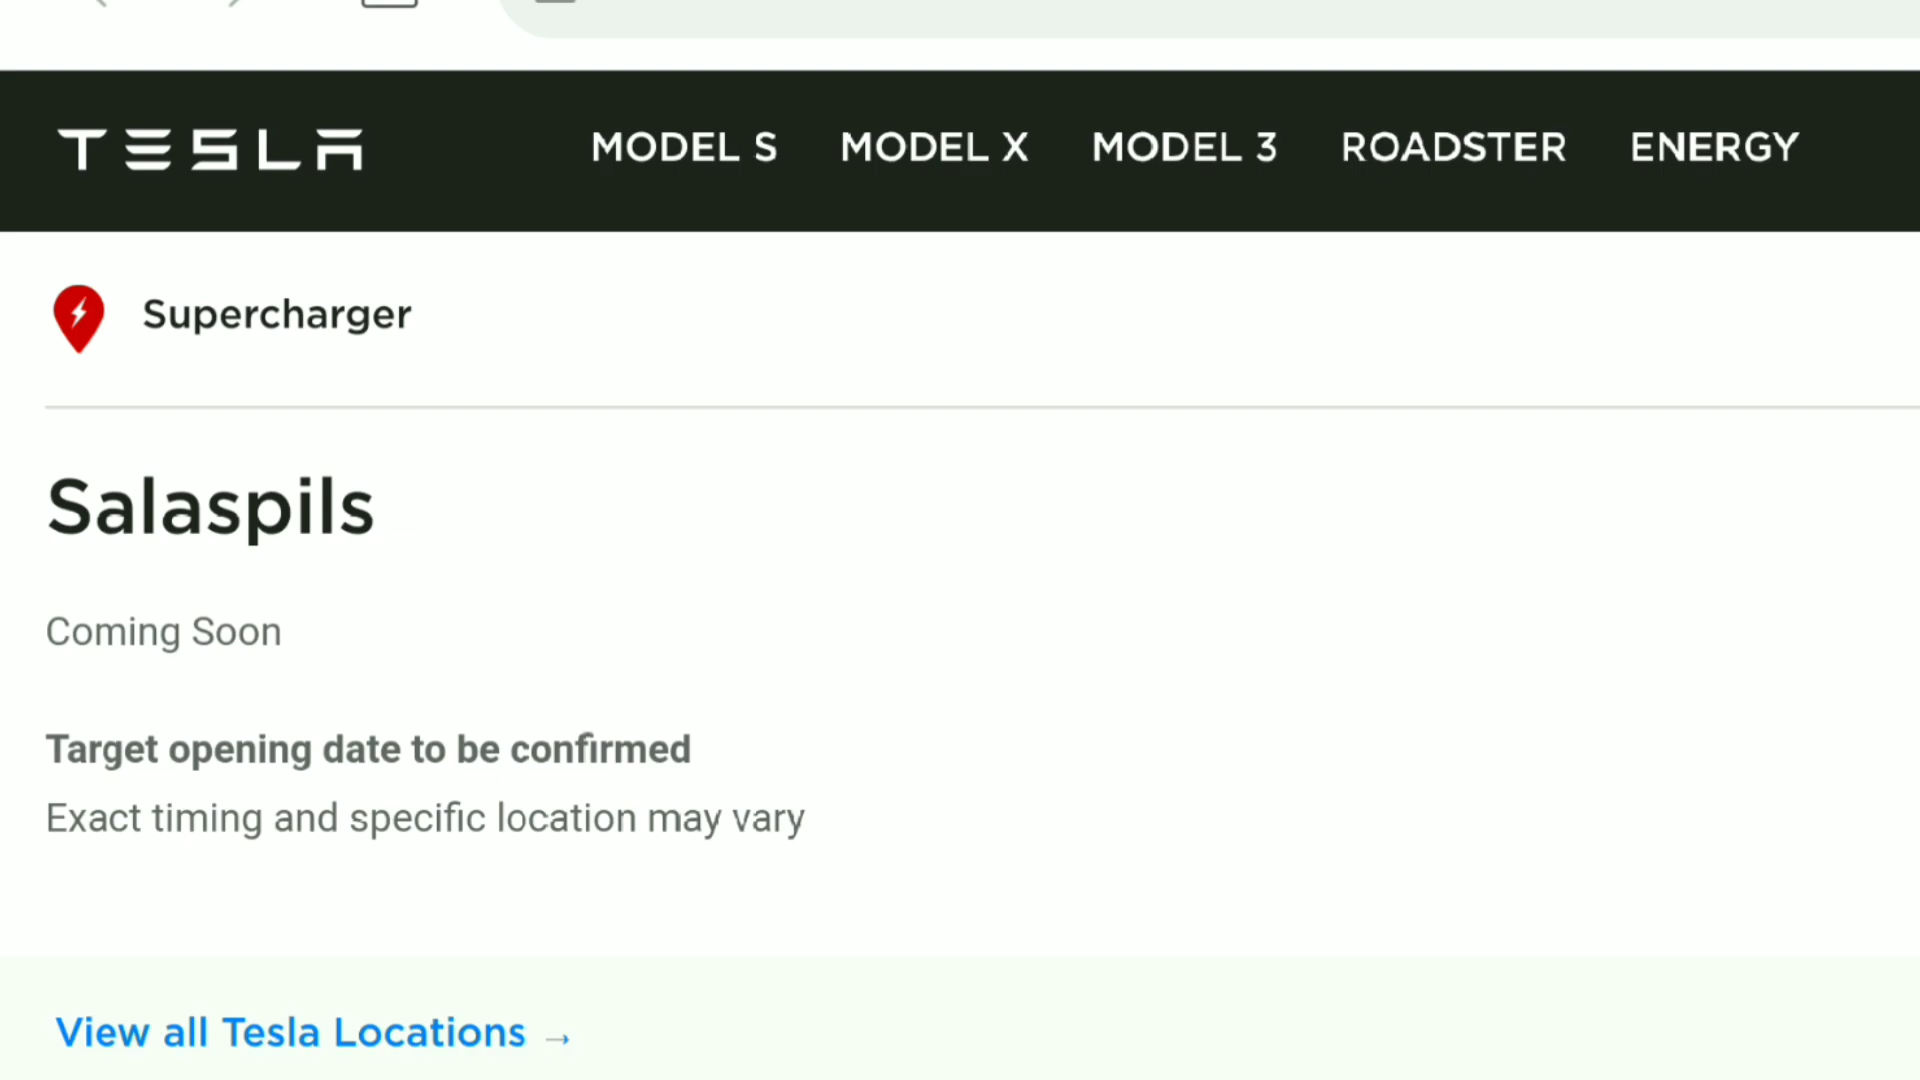 TESLA MODEL S MODEL X MODEL 3 ROADSTER ENERGY
Supercharger
Salaspils
Coming Soon
Target opening date to be confirmed
Exact timing and specific location may vary
View all Tesla Locations →